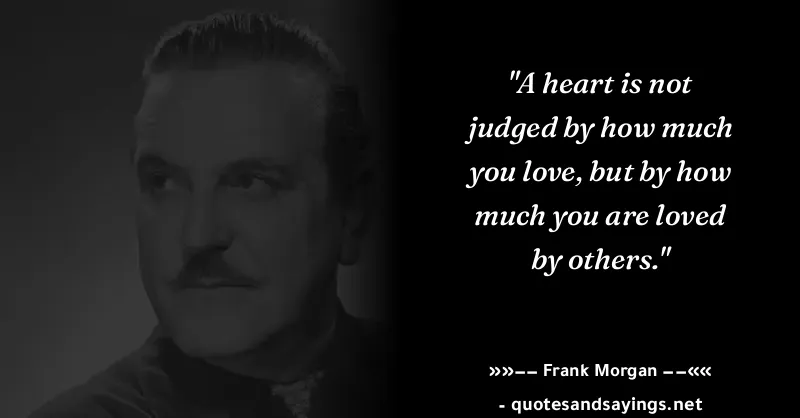 "A heart is not
judged by how much
you love, but by how
much you are loved
by others."
»»−− Frank Morgan −−««
- quotesandsayings.net